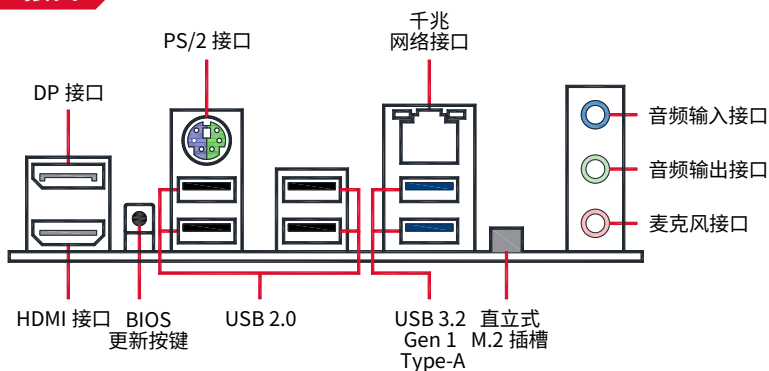 千兆
网络接口
PS/2 接口
DP 接口
音频输入接口
音频输出接口
麦克风接口
HDMI 接口
BIOS
更新按键
USB 2.0
USB 3.2
Gen 1
Type-A
直立式
M.2 插槽